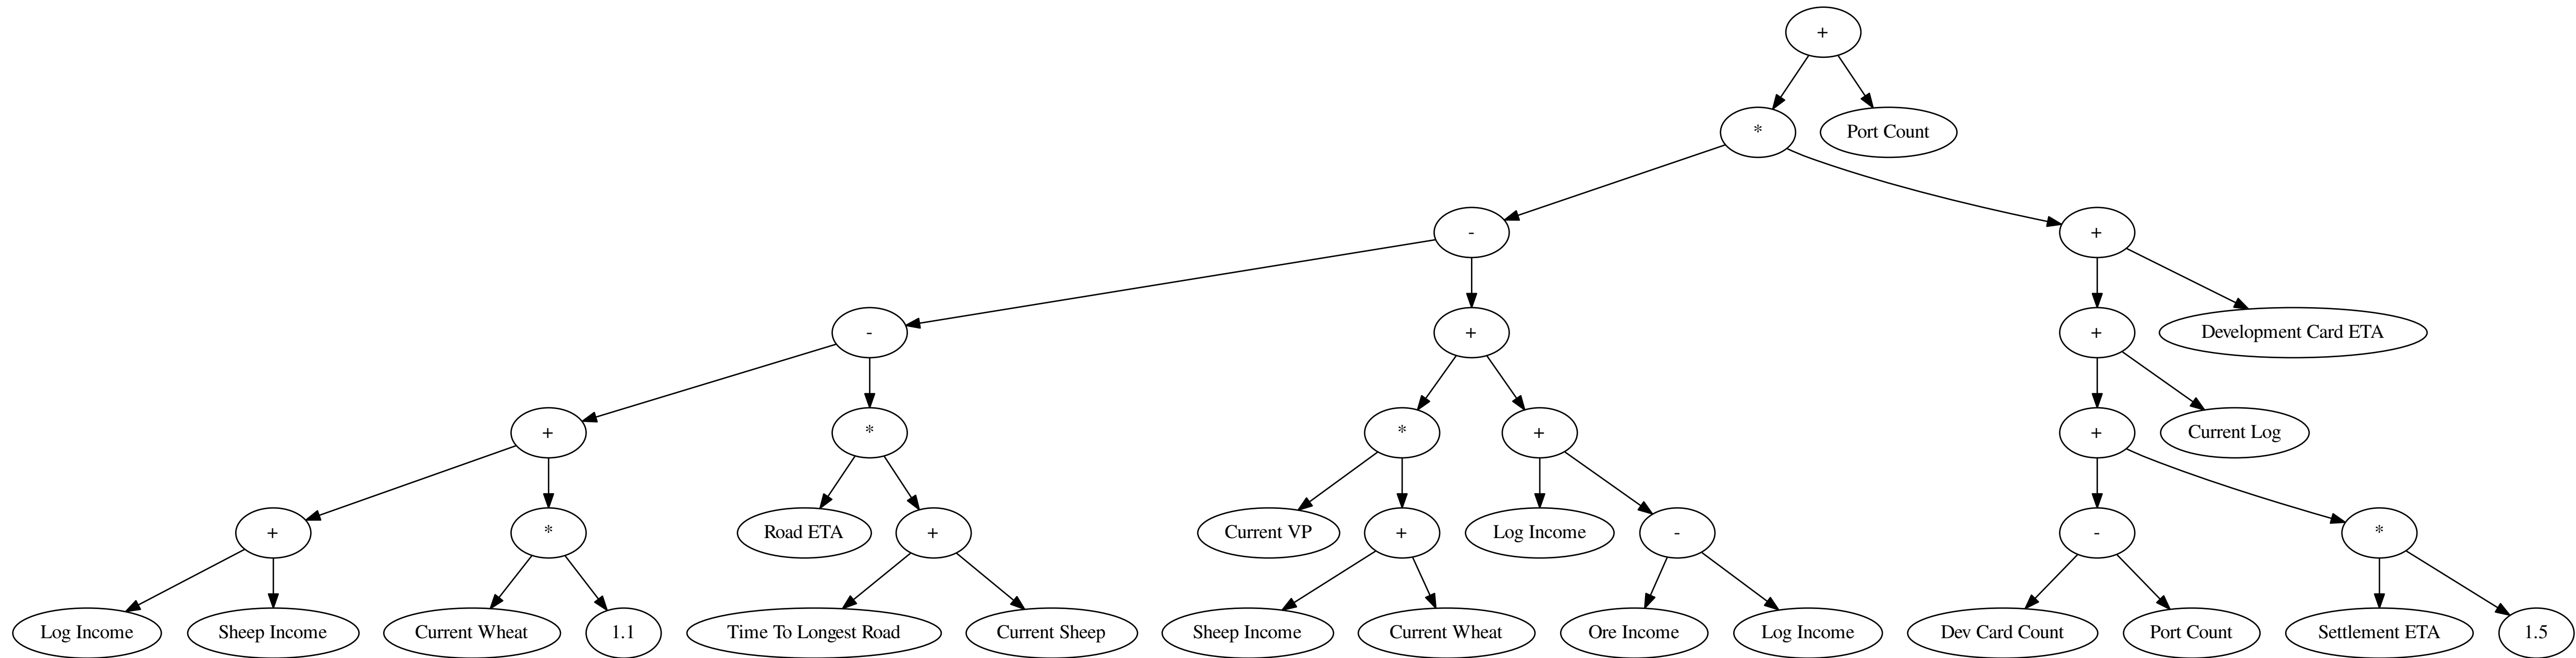 +
* Port Count
- +
- + + Development Card ETA
+ * * + + Current Log
+ * Road ETA + Current VP + Log Income - - *
Log Income Sheep Income Current Wheat 1.1 Time To Longest Road Current Sheep Sheep Income Current Wheat Ore Income Log Income Dev Card Count Port Count Settlement ETA 1.5